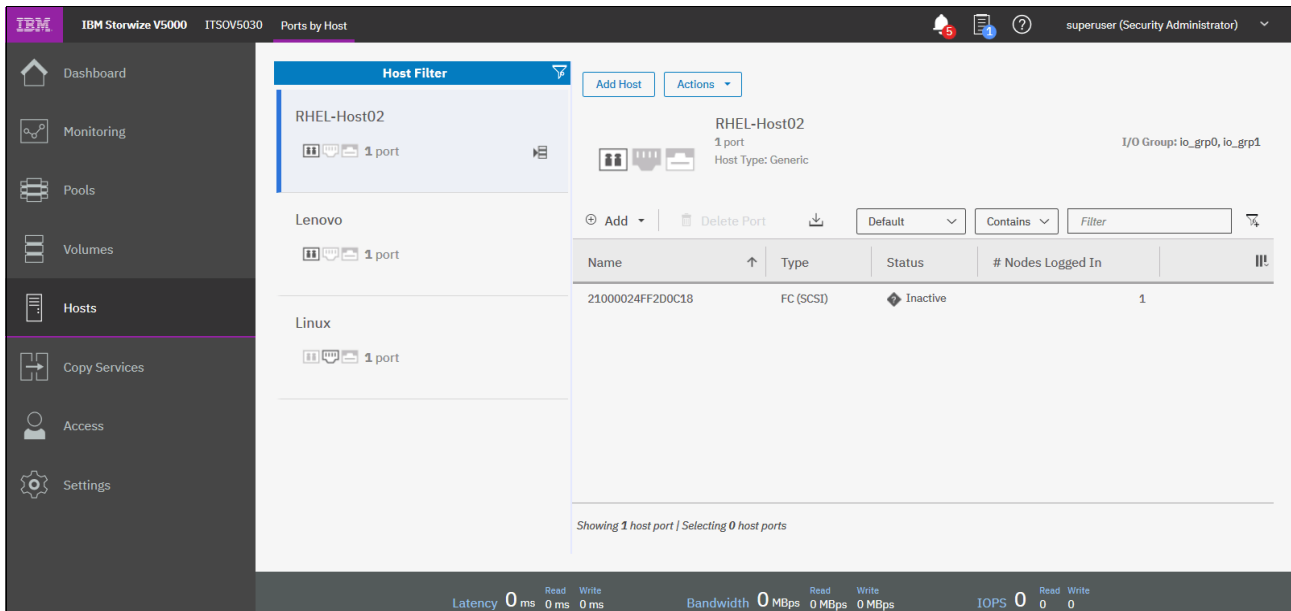 IBM IBM Storwize V5000 ITSOV5030 Ports by Host 5 1 superuser (Security Administrator)
Dashboard
Monitoring
Pools
Volumes
Hosts
Copy Services
Access
Settings
Host Filter
RHEL-Host02
1 port
Lenovo
1 port
Linux
1 port
Add Host Actions
RHEL-Host02
1 port
Host Type: Generic
I/O Group: io_grp0, io_grp1
Add Delete Port Default Contains Filter
Name Type Status # Nodes Logged In
21000024FF2D0C18 FC (SCSI) Inactive 1
Showing 1 host port | Selecting 0 host ports
Latency 0 ms Read 0 ms Write 0 ms Bandwidth 0 MBps Read 0 MBps Write 0 MBps IOPS 0 Read 0 Write 0